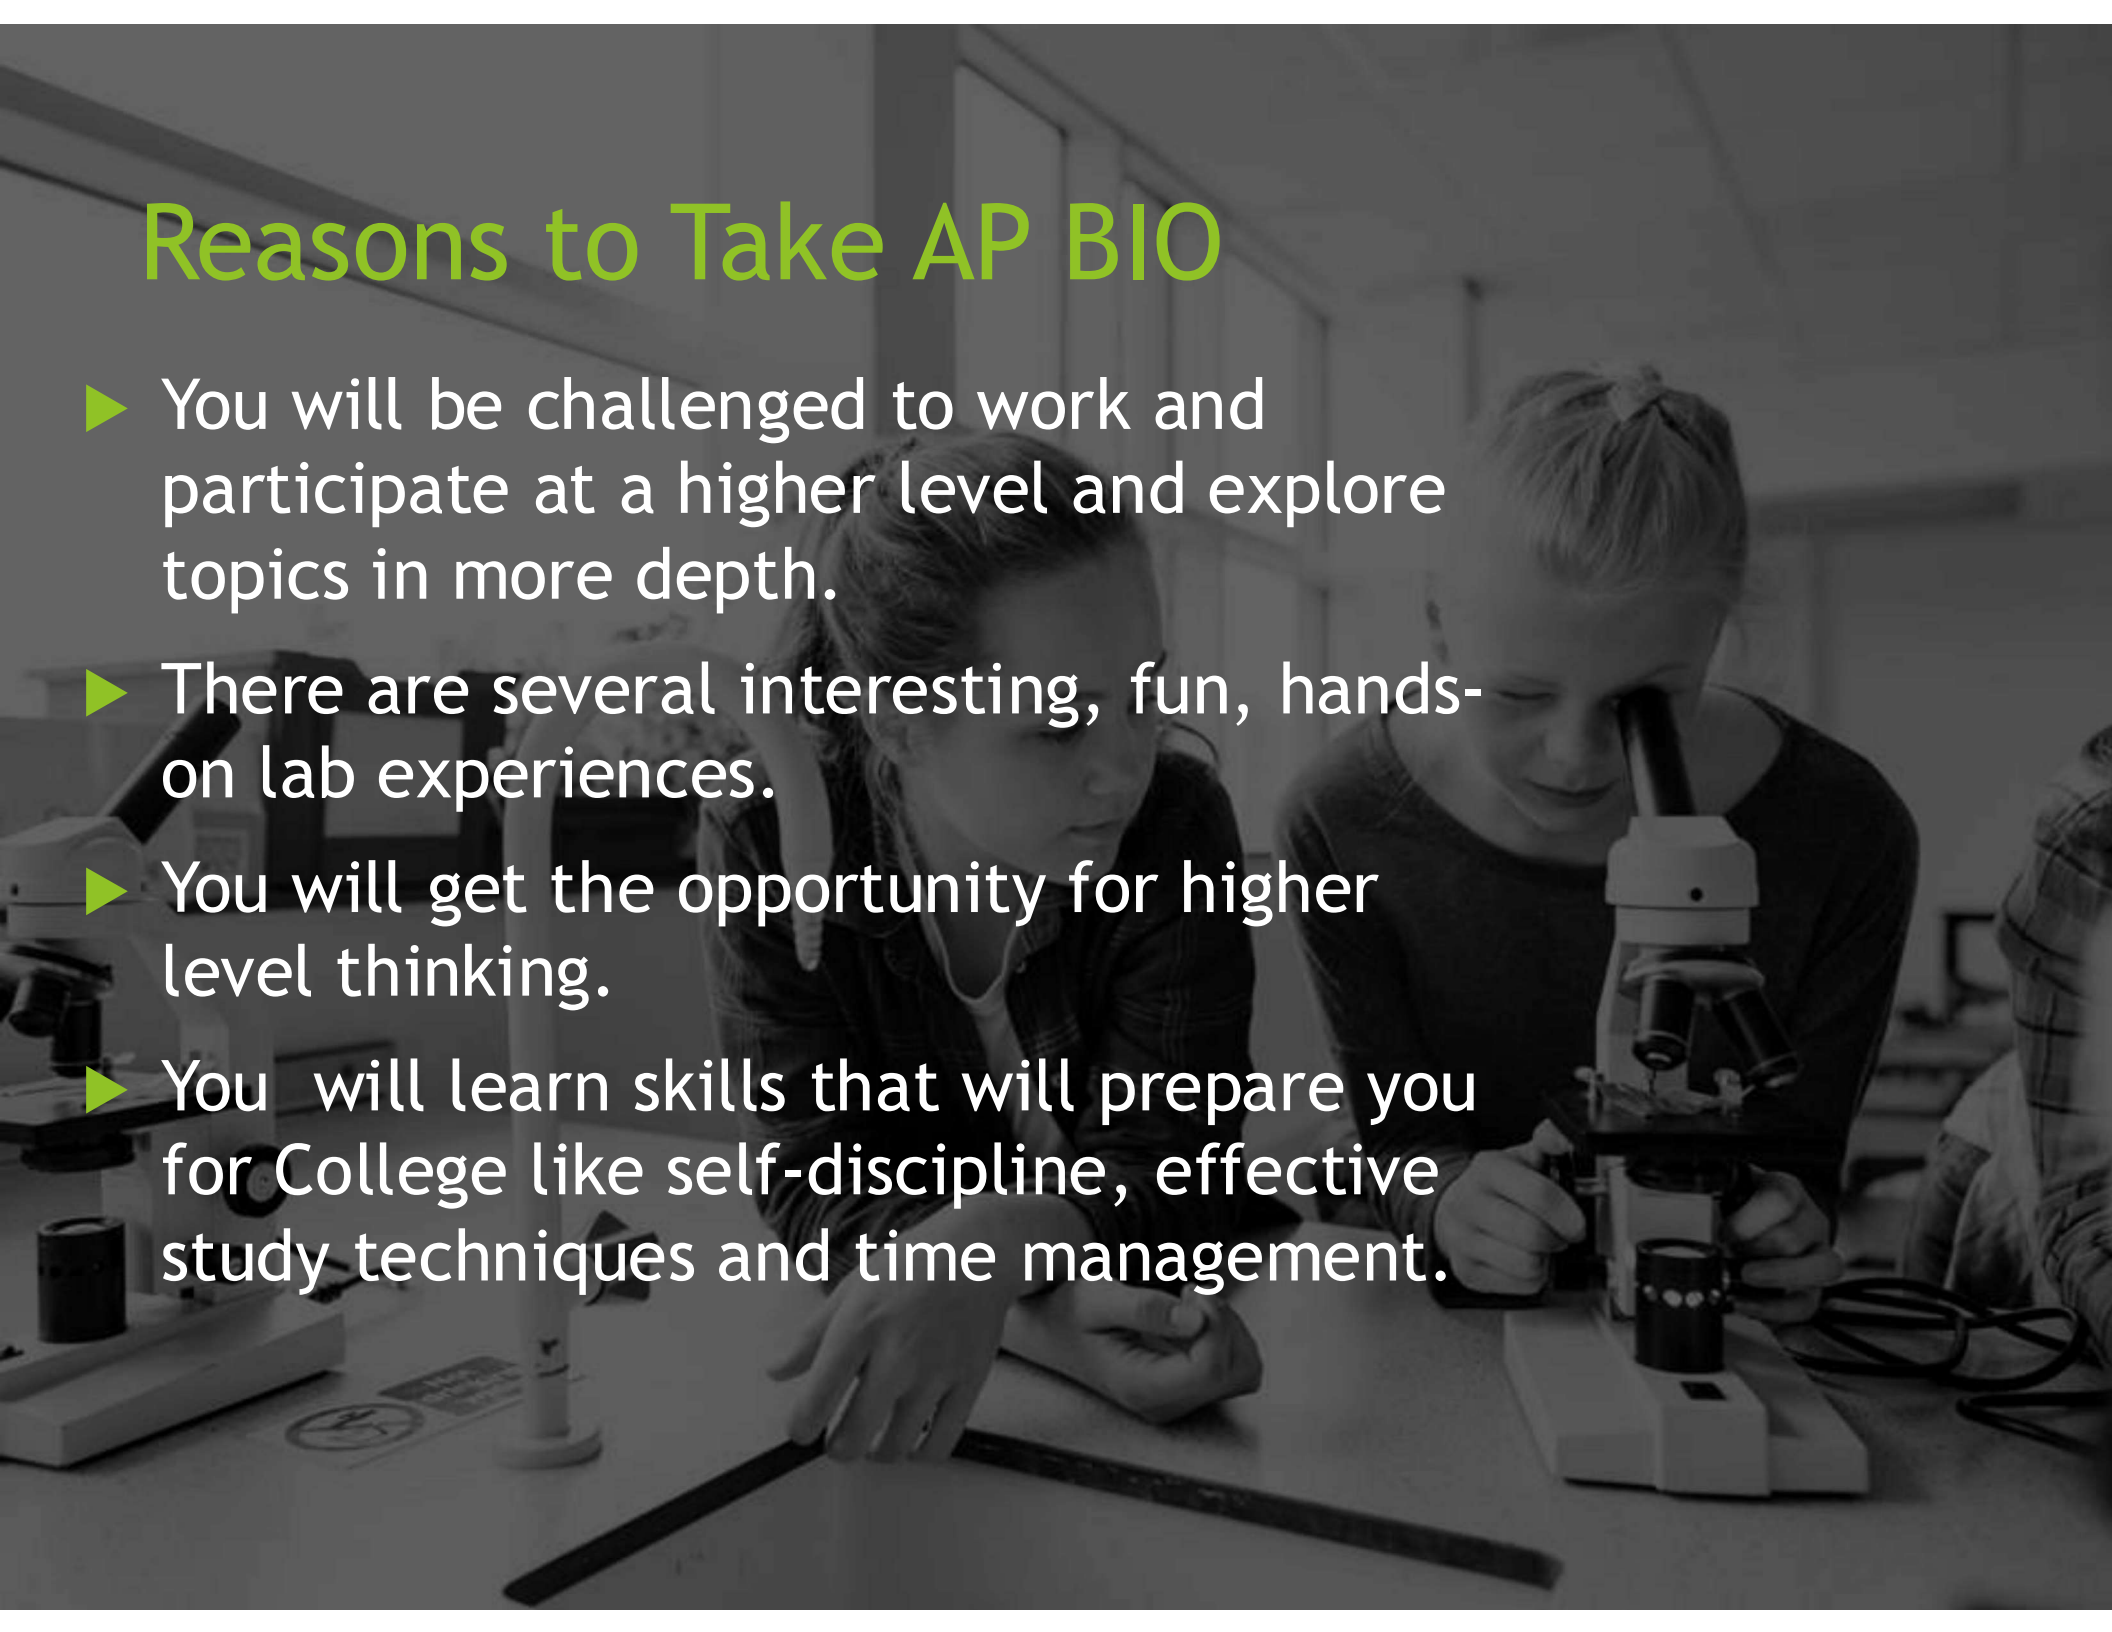 Reasons to Take AP BIO
You will be challenged to work and
participate at a higher level and explore
topics in more depth.
There are several interesting, fun, hands-
on lab experiences.
You will get the opportunity for higher
level thinking.
You  will learn skills that will prepare you
for College like self-discipline, effective
study techniques and time management.